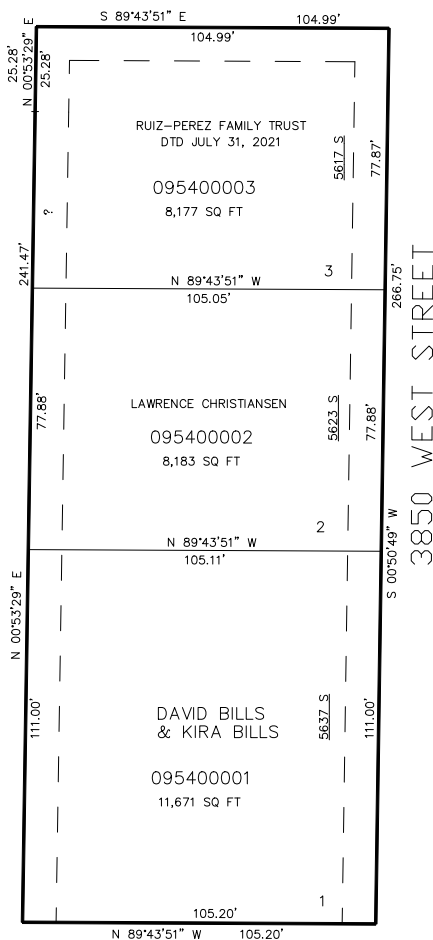 S 89°43'51" E 104.99'
104.99'
25.28'
N 00°53'29" E
25.28'
RUIZ-PEREZ FAMILY TRUST
DTD JULY 31, 2021
5617 S
77.87'
095400003
8,177 SQ FT
?
241.47'
3
266.75'
N 89°43'51" W
105.05'
3850 WEST STREET
LAWRENCE CHRISTIANSEN
5623 S
77.88'
77.88'
095400002
8,183 SQ FT
2
N 89°43'51" W
105.11'
S 00°50'49" W
N 00°53'29" E
DAVID BILLS
& KIRA BILLS
5637 S
111.00'
111.00'
095400001
11,671 SQ FT
1
105.20'
N 89°43'51" W 105.20'